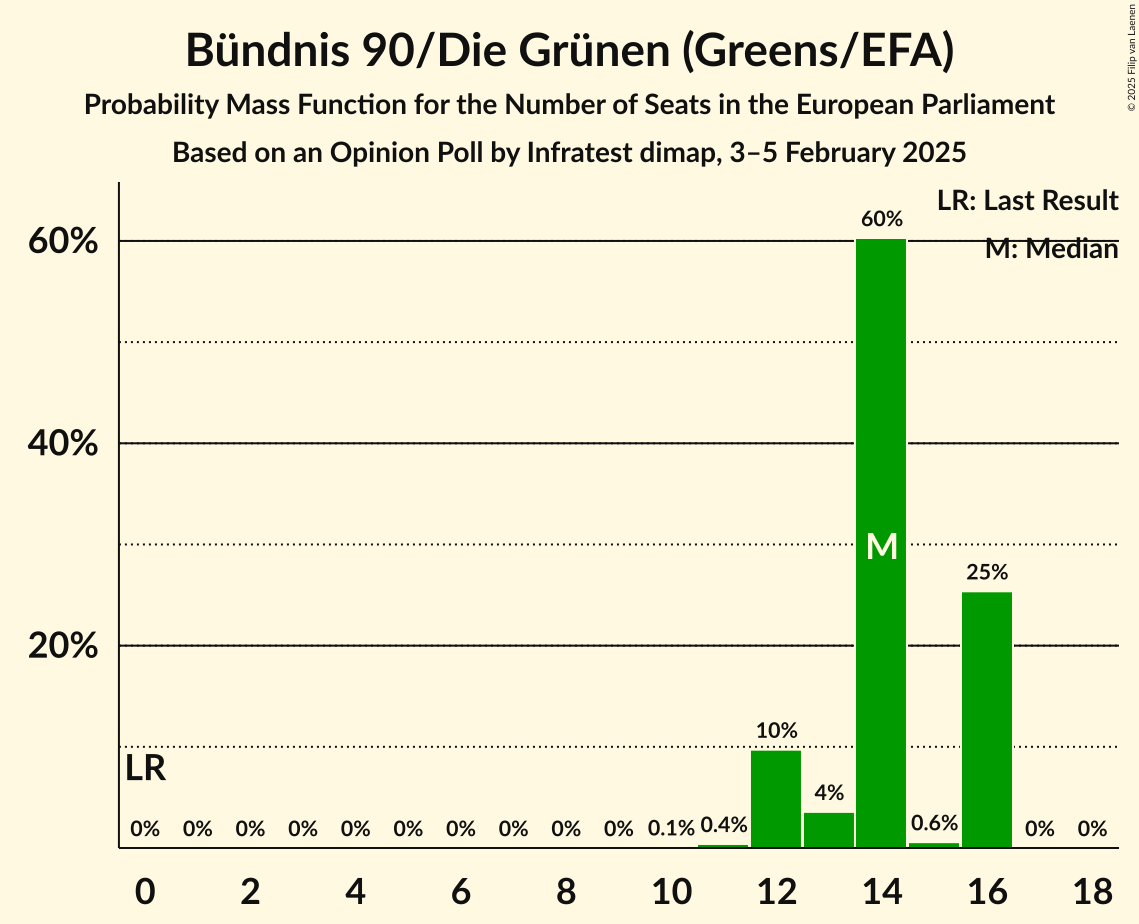 Bündnis 90/Die Grünen (Greens/EFA)
Probability Mass Function for the Number of Seats in the European Parliament
Based on an Opinion Poll by Infratest dimap, 3–5 February 2025
© 2025 Filip van Laenen
LR: Last Result
M: Median
60%
40%
20%
60%
M
25%
10%
4%
LR
0% 0% 0% 0% 0% 0% 0% 0% 0% 0% 0.1% 0.4% 0.6% 0% 0%
0 2 4 6 8 10 12 14 16 18